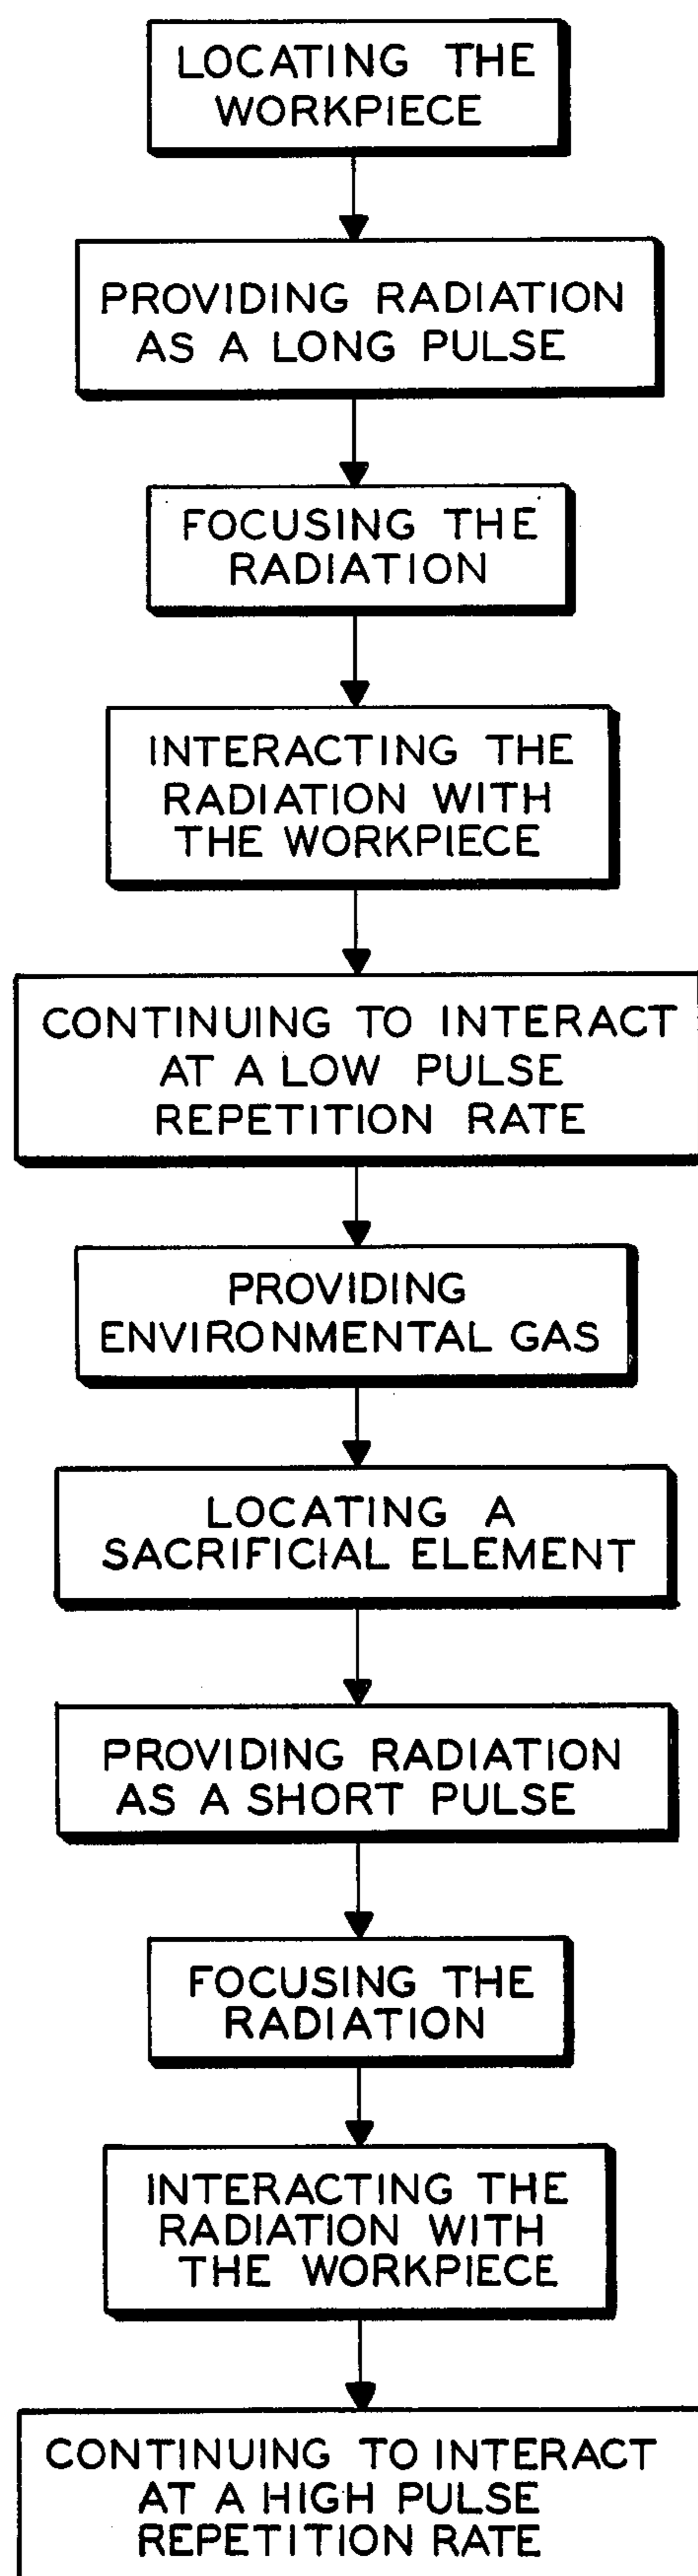 LOCATING THE
WORKPIECE
PROVIDING RADIATION
AS A LONG PULSE
FOCUSING THE
RADIATION
INTERACTING THE
RADIATION WITH
THE WORKPIECE
CONTINUING TO INTERACT
AT A LOW PULSE
REPETITION RATE
PROVIDING
ENVIRONMENTAL GAS
LOCATING A
SACRIFICIAL ELEMENT
PROVIDING RADIATION
AS A SHORT PULSE
FOCUSING THE
RADIATION
INTERACTING THE
RADIATION WITH
THE WORKPIECE
CONTINUING TO INTERACT
AT A HIGH PULSE
REPETITION RATE